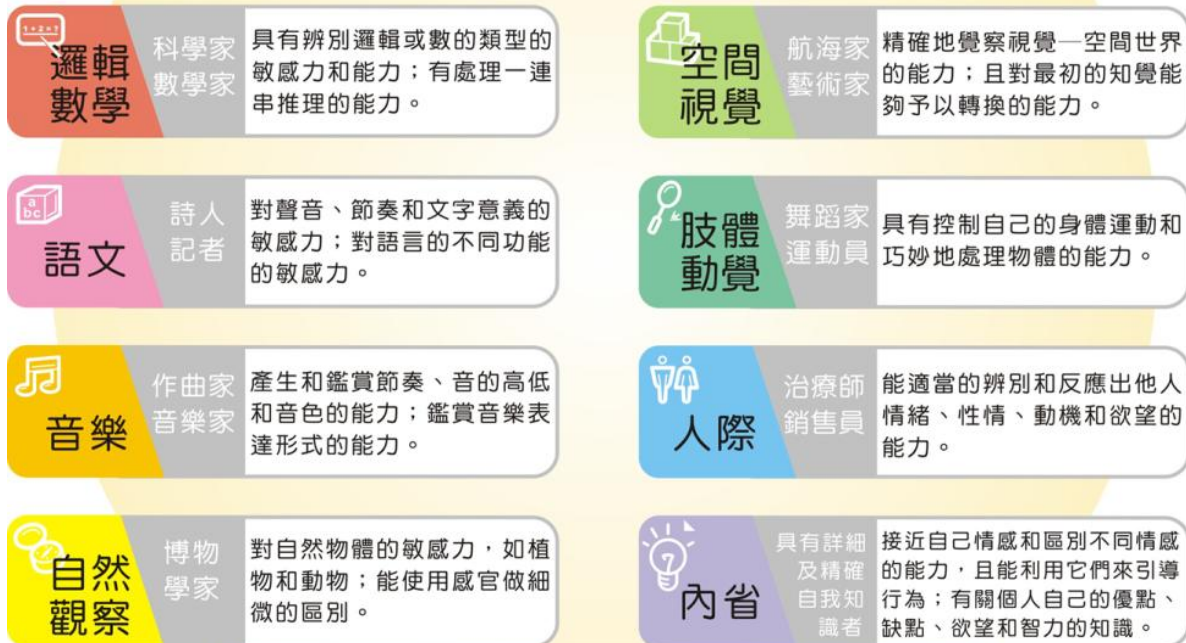 1+2=?
邏輯
數學
科學家
數學家
具有辨別邏輯或數的類型的
敏感力和能力；有處理一連
串推理的能力。
空間
視覺
航海家
藝術家
精確地覺察視覺—空間世界
的能力；且對最初的知覺能
夠予以轉換的能力。
a
bc
語文
詩人
記者
對聲音、節奏和文字意義的
敏感力；對語言的不同功能
的敏感力。
肢體
動覺
舞蹈家
運動員
具有控制自己的身體運動和
巧妙地處理物體的能力。
音樂
作曲家
音樂家
產生和鑑賞節奏、音的高低
和音色的能力；鑑賞音樂表
達形式的能力。
人際
治療師
銷售員
能適當的辨別和反應出他人
情緒、性情、動機和欲望的
能力。
自然
觀察
博物
學家
對自然物體的敏感力，如植
物和動物；能使用感官做細
微的區別。
內省
具有詳細
及精確
自我知
識者
接近自己情感和區別不同情感
的能力，且能利用它們來引導
行為；有關個人自己的優點、
缺點、欲望和智力的知識。